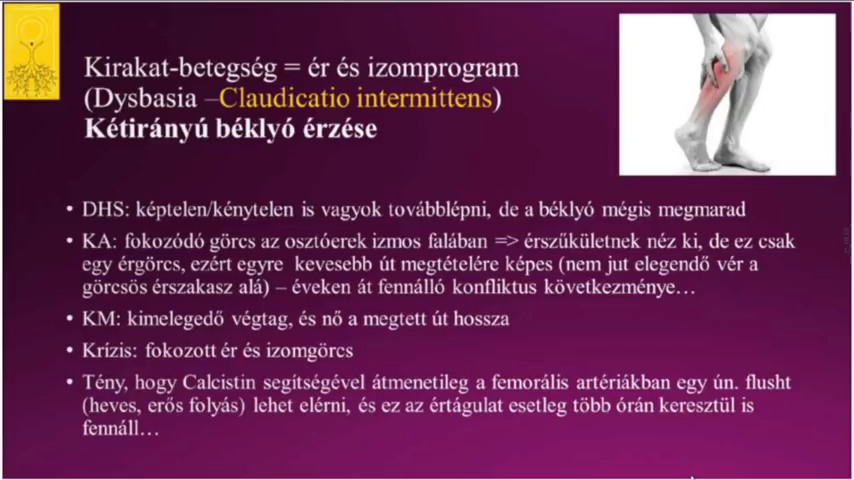 Kirakat-betegség = ér és izomprogram
(Dysbasia –Claudicatio intermittens)
Kétirányú béklyó érzése
• DHS: képtelen/kénytelen is vagyok továbblépni, de a béklyó mégis megmarad
• KA: fokozódó görcs az osztóerek izmos falában => érszűkületnek néz ki, de ez csak
egy érgörcs, ezért egyre kevesebb út megtételére képes (nem jut elegendő vér a
görcsös érszakasz alá) – éveken át fennálló konfliktus következménye…
• KM: kimelegedő végtag, és nő a megtett út hossza
• Krízis: fokozott ér és izomgörcs
• Tény, hogy Calcistin segítségével átmenetileg a femorális artériákban egy ún. flusht
(heves, erős folyás) lehet elérni, és ez az értágulat esetleg több órán keresztül is
fennáll…